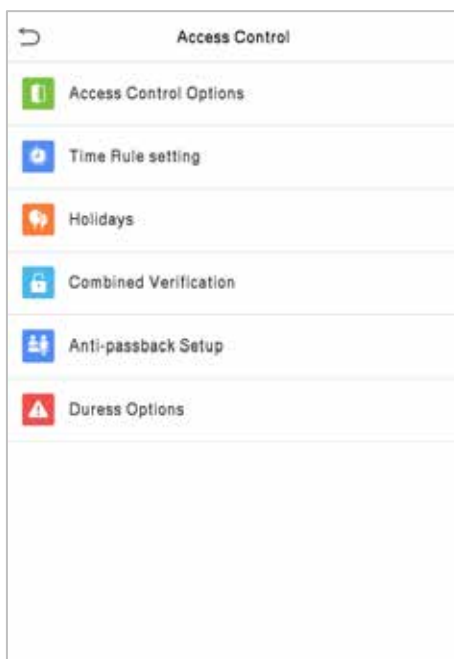 Access Control
Access Control Options
Time Rule setting
Holidays
Combined Verification
Anti-passback Setup
Duress Options